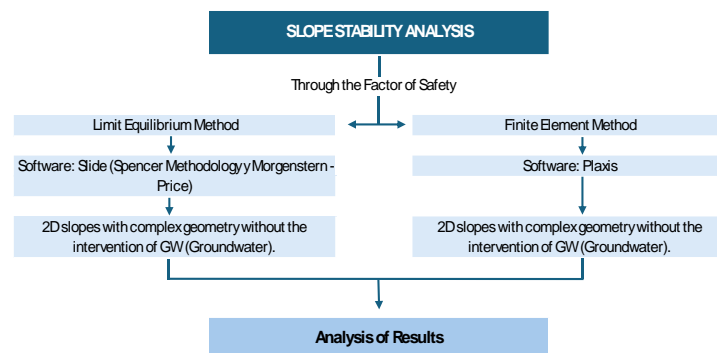 SLOPE STABILITY ANALYSIS
Through the Factor of Safety
Limit Equilibrium Method
Finite Element Method
Software: Slide (Spencer Methodology y Morgenstern -
Price)
Software: Plaxis
2D slopes with complex geometry without the
intervention of GW (Groundwater).
2D slopes with complex geometry without the
intervention of GW (Groundwater).
Analysis of Results